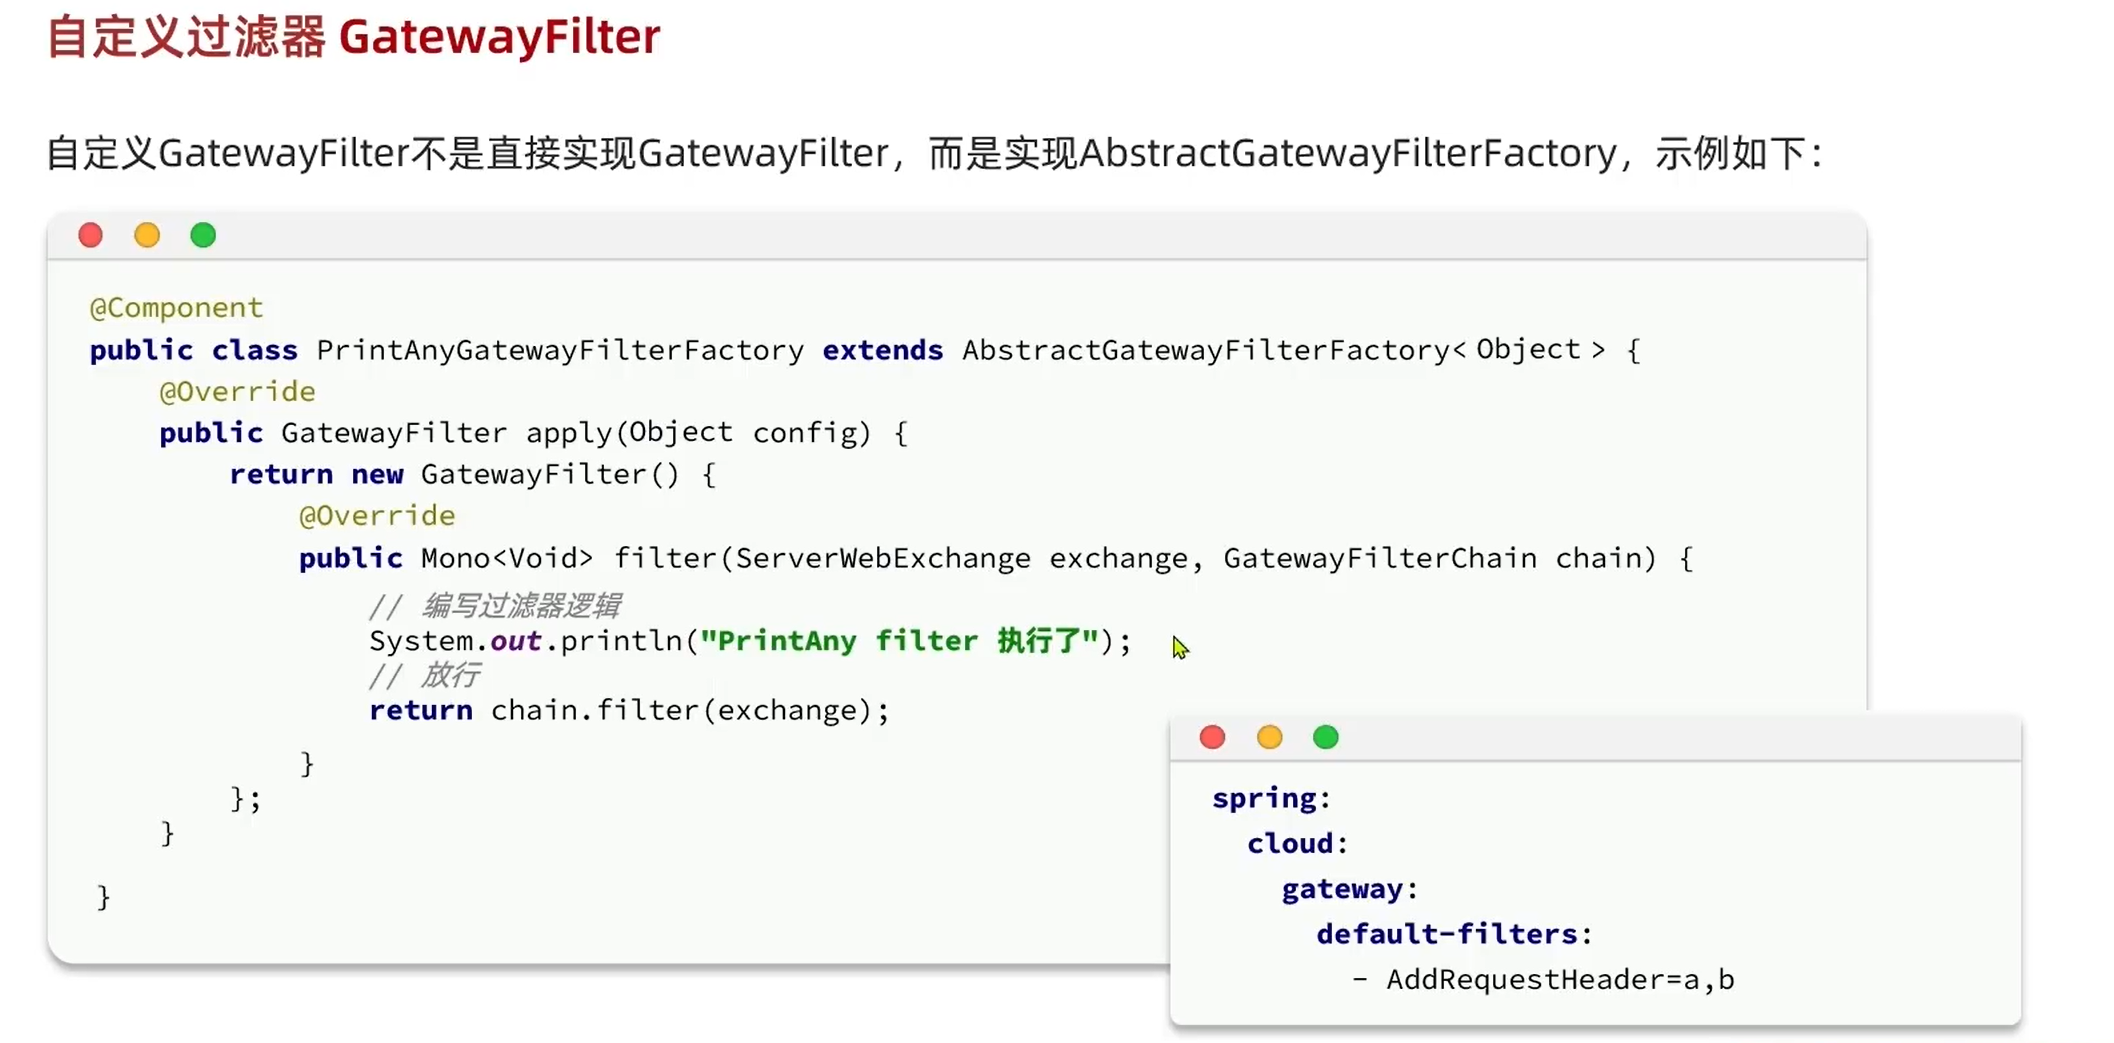 自定义过滤器 GatewayFilter
自定义GatewayFilter不是直接实现GatewayFilter，而是实现AbstractGatewayFilterFactory，示例如下：
@Component
public class PrintAnyGatewayFilterFactory extends AbstractGatewayFilterFactory<Object> {
@Override
public GatewayFilter apply(Object config) {
return new GatewayFilter() {
@Override
public Mono<Void> filter(ServerWebExchange exchange, GatewayFilterChain chain) {
// 编写过滤器逻辑
System.out.println("PrintAny filter 执行了");
// 放行
return chain.filter(exchange);
}
};
}
}
spring:
cloud:
gateway:
default-filters:
- AddRequestHeader=a,b